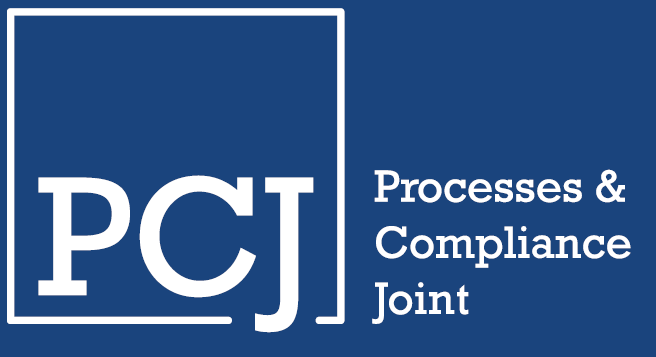 PCJ
Processes &
Compliance
Joint